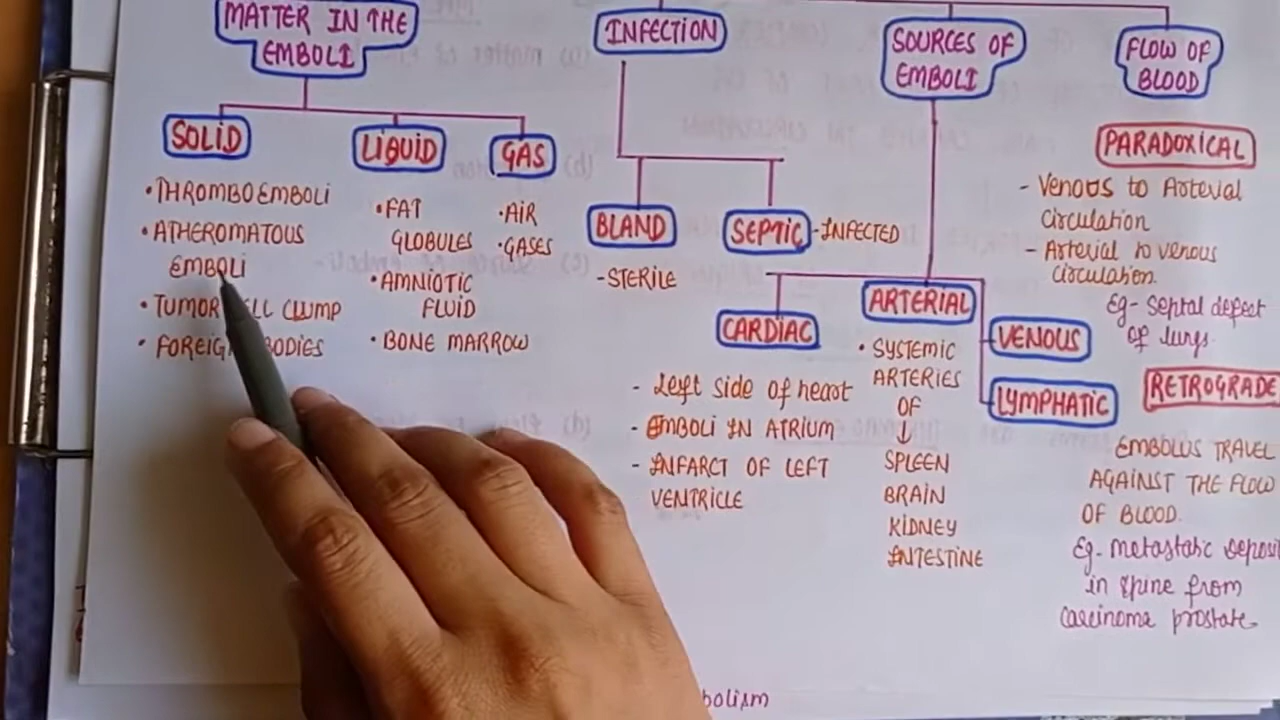 MATTER IN THE
EMBOLI
SOLID
• THROMBOEMBOLI
• ATHEROMATOUS
EMBOLI
• TUMOR CLUMP
• FOREIGN BODIES
LIQUID
• FAT
GLOBULES
• AMNIOTIC
FLUID
• BONE MARROW
GAS
• AIR
• GASES
INFECTION
BLAND
- STERILE
SEPTIC - INFECTED
SOURCES OF
EMBOLI
CARDIAC
- Left side of heart
- EMBOLI IN ATRIUM
- INFARCT OF LEFT
VENTRICLE
ARTERIAL
• SYSTEMIC
ARTERIES
OF
↓
SPLEEN
BRAIN
KIDNEY
INTESTINE
VENOUS
LYMPHATIC
FLOW OF
BLOOD
PARADOXICAL
- Venous to Arterial
circulation
- Arterial to venous
circulation.
Eg- Septal defect
of lungs.
RETROGRADE
EMBOLUS TRAVEL
AGAINST THE FLOW
OF BLOOD.
Eg- metastatic
in spine from
carcinoma prostate